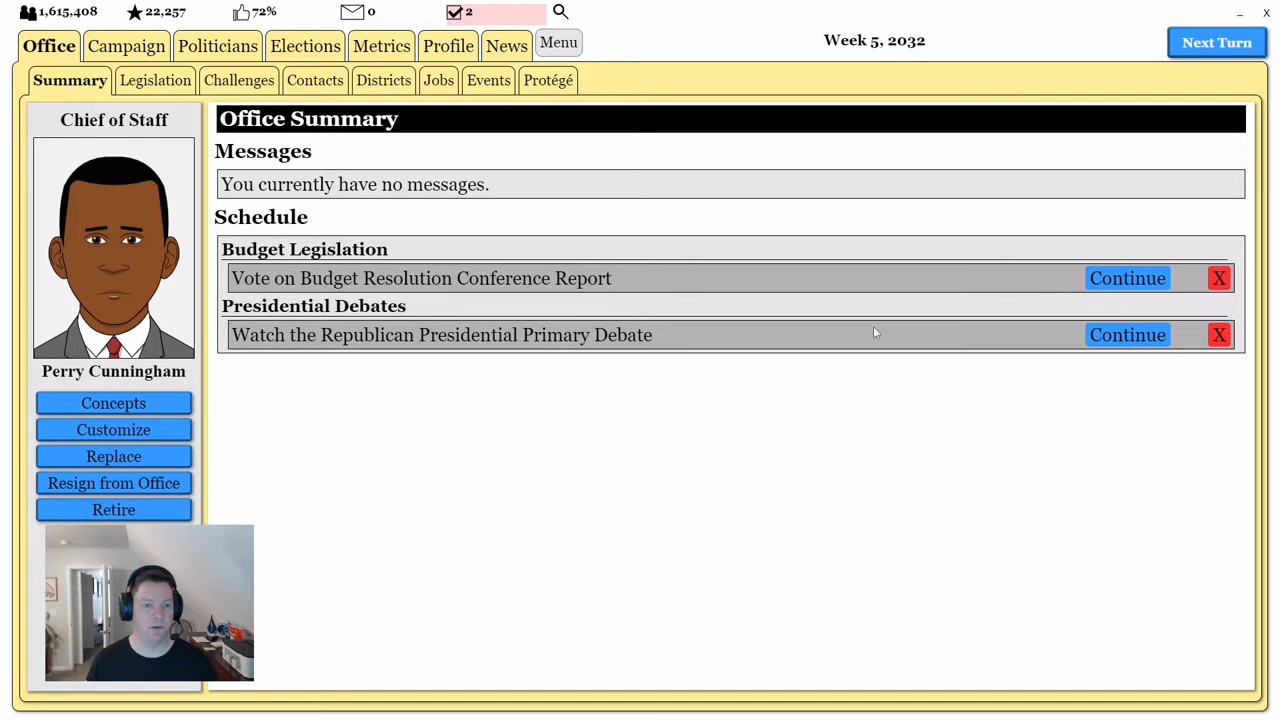 1,615,408 22,257 72% 0 2
_ X
Office Campaign Politicians Elections Metrics Profile News Menu Week 5, 2032 Next Turn
Summary Legislation Challenges Contacts Districts Jobs Events Protégé
Chief of Staff
Perry Cunningham
Concepts
Customize
Replace
Resign from Office
Retire
Office Summary
Messages
You currently have no messages.
Schedule
Budget Legislation
Vote on Budget Resolution Conference Report Continue X
Presidential Debates
Watch the Republican Presidential Primary Debate Continue X